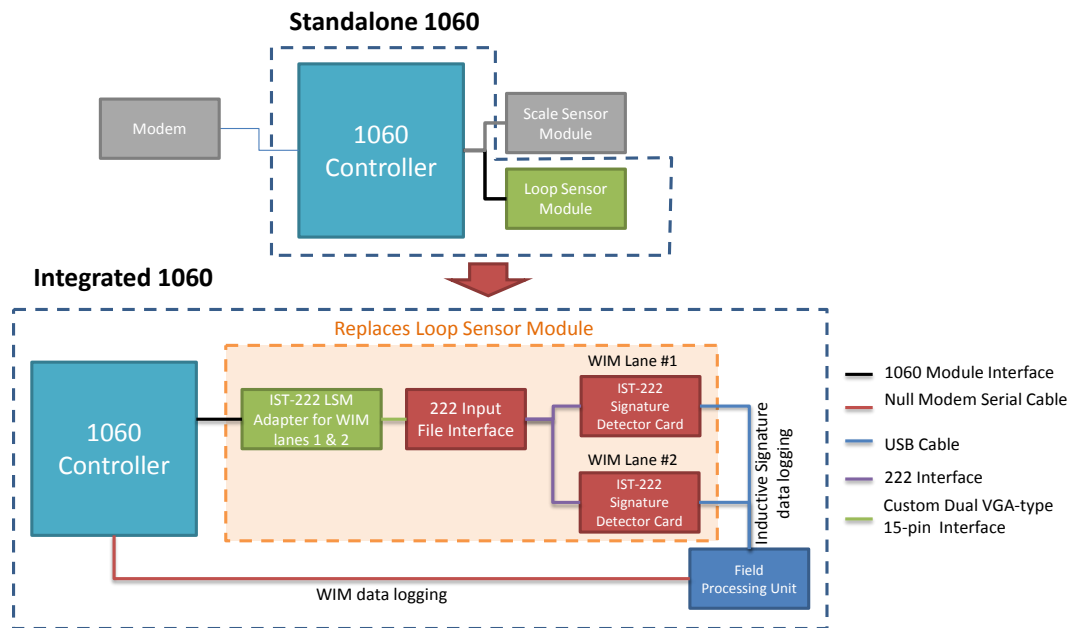 Standalone 1060
Modem
1060
Controller
Scale Sensor
Module
Loop Sensor
Module
Integrated 1060
Replaces Loop Sensor Module
1060
Controller
IST-222 LSM
Adapter for WIM
lanes 1 & 2
222 Input
File Interface
WIM Lane #1
IST-222
Signature
Detector Card
WIM Lane #2
IST-222
Signature
Detector Card
Inductive Signature
data logging
Field
Processing Unit
WIM data logging
1060 Module Interface
Null Modem Serial Cable
USB Cable
222 Interface
Custom Dual VGA-type
15-pin Interface